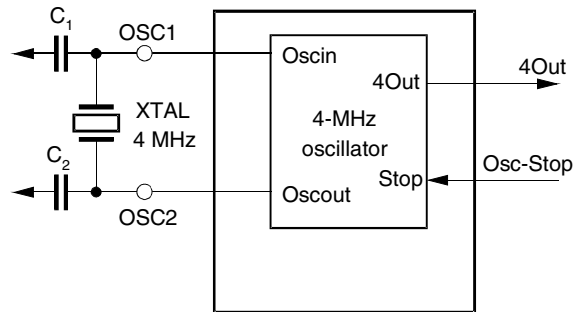 C1
OSC1
Oscin
4Out
4Out
XTAL
4 MHz
4-MHz
oscillator
C2
Osc-Stop
Stop
Oscout
OSC2